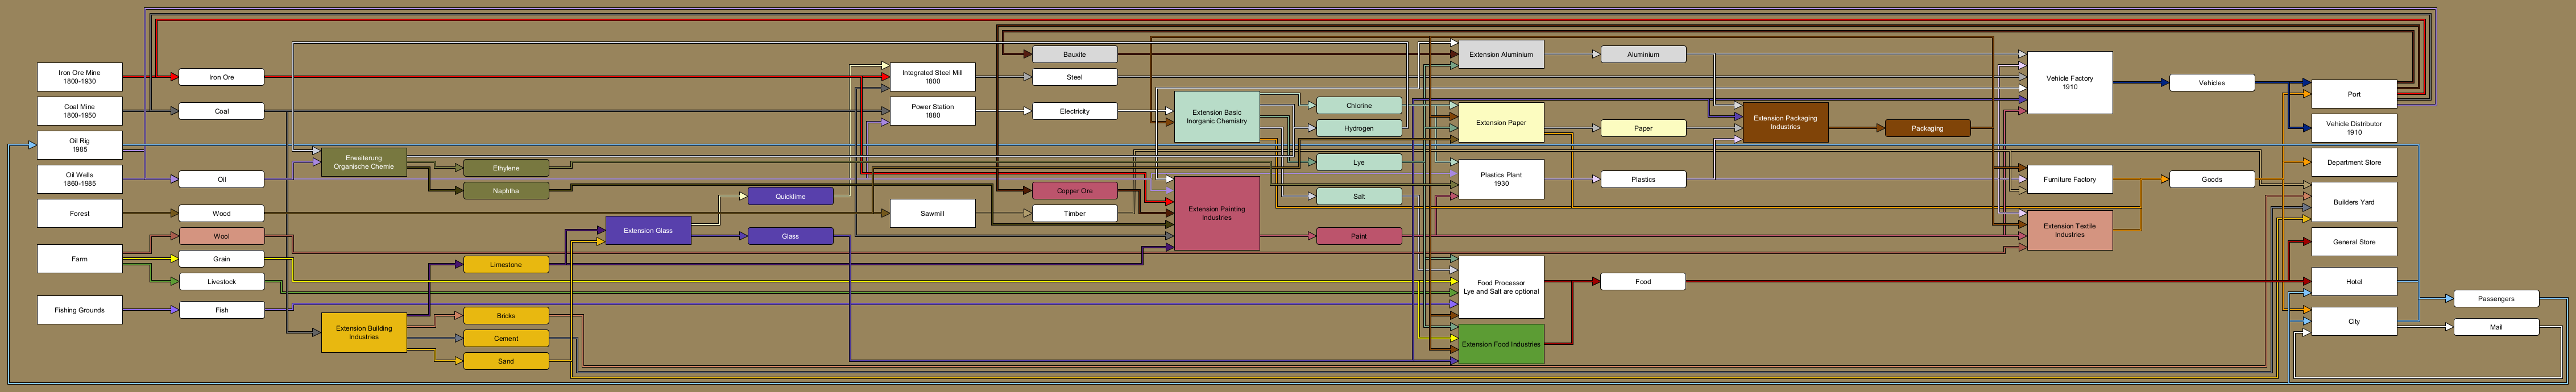 Iron Ore Mine
1800-1930
Coal Mine
1800-1950
Oil Rig
1985
Oil Wells
1860-1985
Forest
Farm
Fishing Grounds
Iron Ore
Coal
Oil
Wood
Wool
Grain
Livestock
Fish
Erweiterung
Organische Chemie
Extension Building
Industries
Ethylene
Naphtha
Limestone
Bricks
Cement
Sand
Extension Glass
Quicklime
Glass
Integrated Steel Mill
1800
Power Station
1880
Sawmill
Bauxite
Steel
Electricity
Copper Ore
Timber
Extension Basic
Inorganic Chemistry
Extension Painting
Industries
Chlorine
Hydrogen
Lye
Salt
Paint
Extension Aluminium
Extension Paper
Plastics Plant
1930
Food Processor
Lye and Salt are optional
Extension Food Industries
Aluminium
Paper
Plastics
Food
Extension Packaging
Industries
Packaging
Vehicle Factory
1910
Furniture Factory
Extension Textile
Industries
Vehicles
Goods
Port
Vehicle Distributor
1910
Department Store
Builders Yard
General Store
Hotel
City
Passengers
Mail